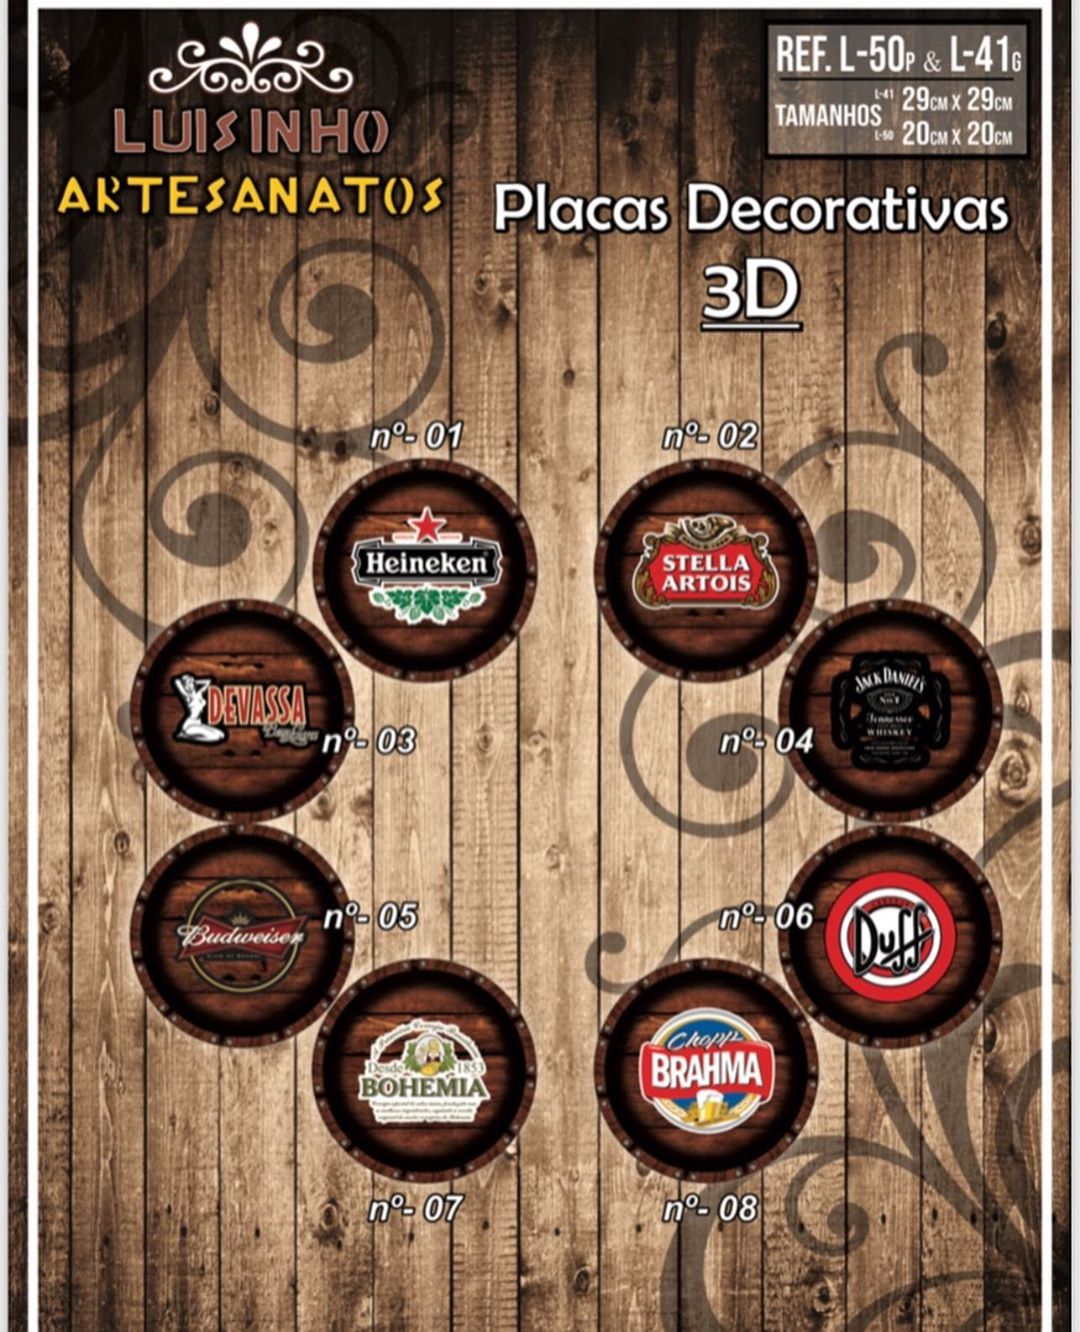 LUISINHO
ARTESANATOS
REF. L-50P & L-41G
TAMANHOS
L-41 29CM X 29CM
L-50 20CM X 20CM
Placas Decorativas
3D
nº- 01
nº- 02
Heineken
STELLA
ARTOIS
DEVASSA
nº- 03
nº- 04
JACK DANIEL'S
No.7
Tennessee
WHISKEY
Budweiser
nº- 05
nº- 06
Duff
Desde 1853
BOHEMIA
Chopp
BRAHMA
nº- 07
nº- 08